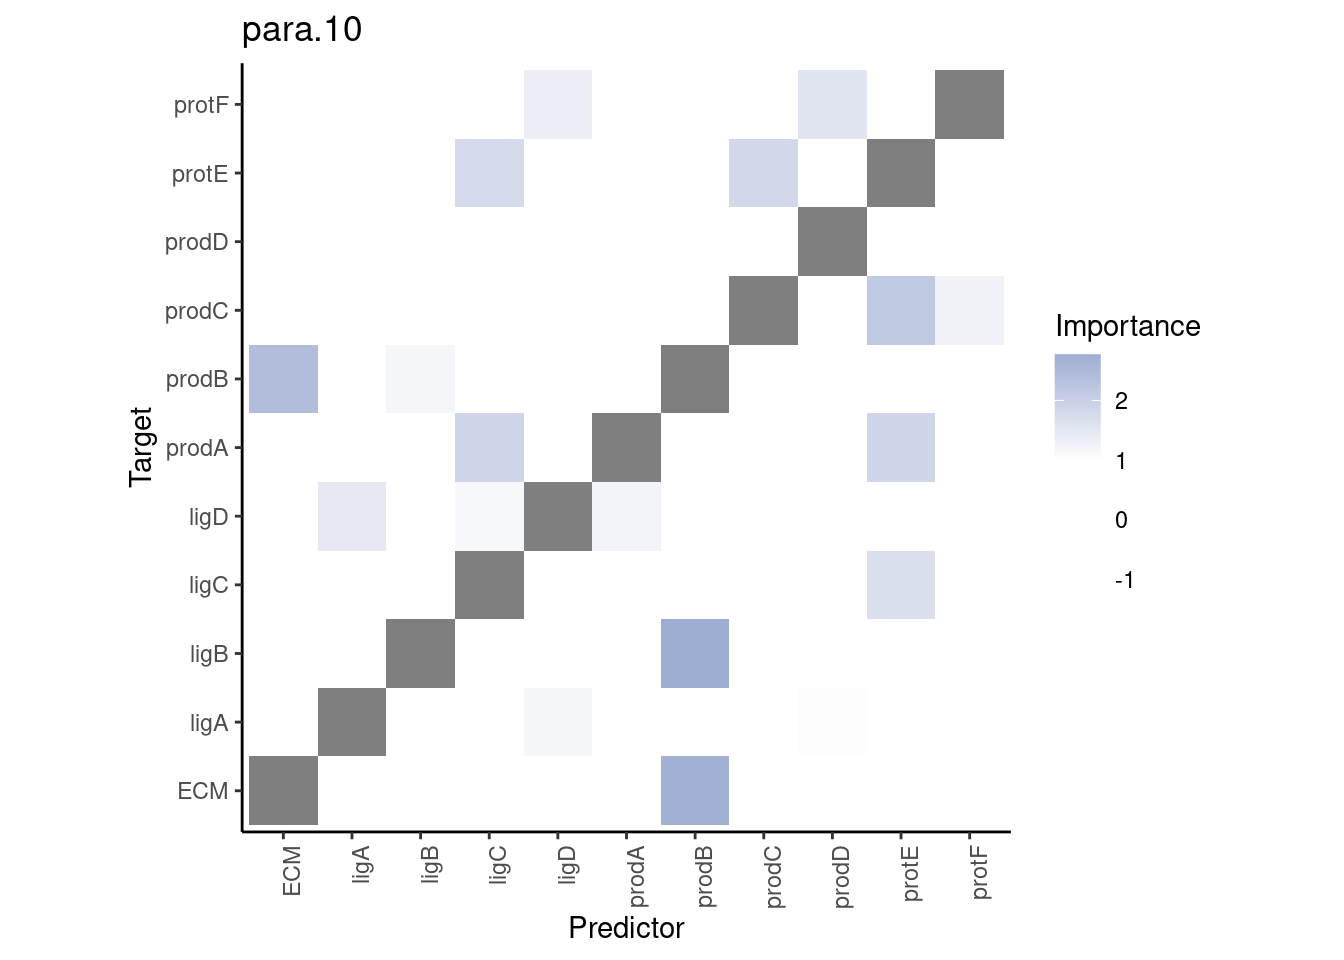 para.10
protF
protE
prodD
prodC
prodB
prodA
ligD
ligC
ligB
ligA
ECM
Target
ECM
ligA
ligB
ligC
ligD
prodA
prodB
prodC
prodD
protE
protF
Predictor
Importance
2
1
0
-1